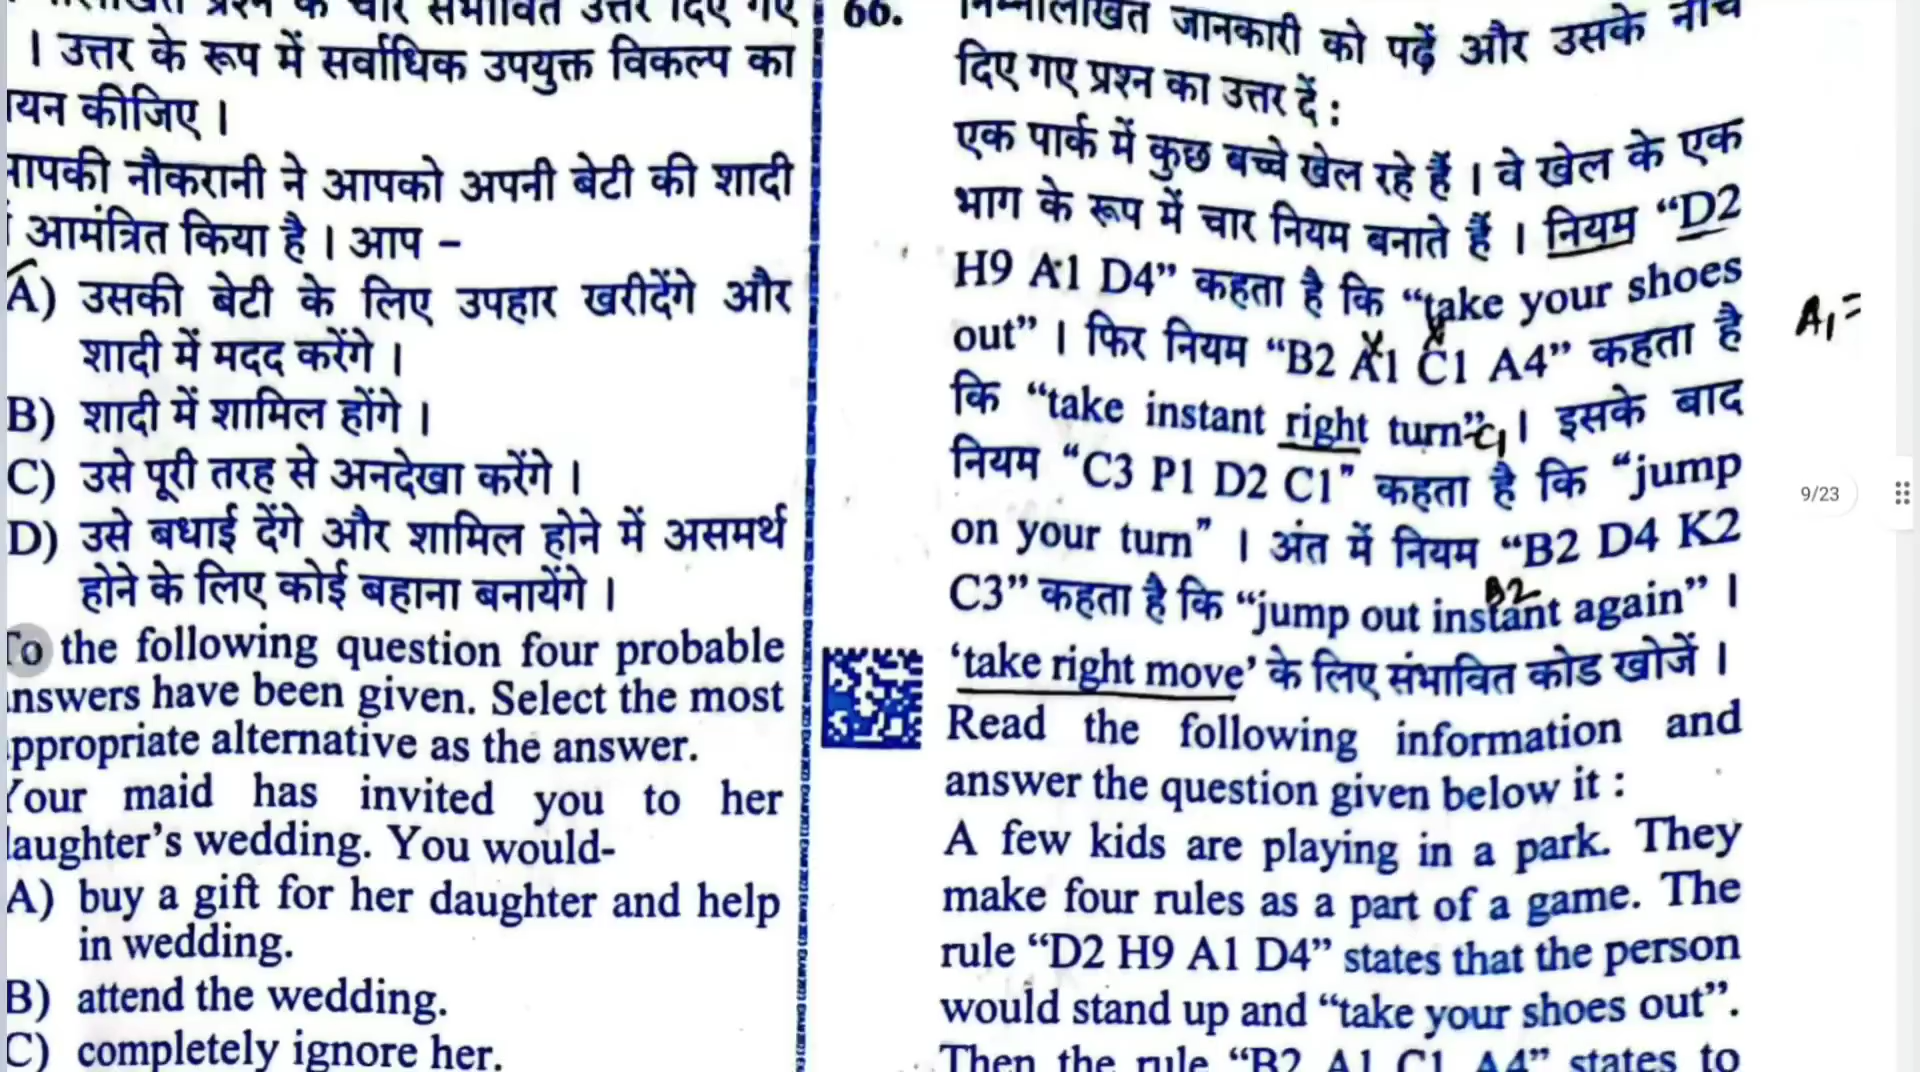 प्रश्न के चार संभावित उत्तर दिए गए
। उत्तर के रूप में सर्वाधिक उपयुक्त विकल्प का
कीजिए ।
नौकरानी ने आपको अपनी बेटी की शादी
आमंत्रित किया है । आप –
A) उसकी बेटी के लिए उपहार खरीदेंगे और
शादी में मदद करेंगे ।
B) शादी में शामिल होंगे ।
C) उसे पूरी तरह से अनदेखा करेंगे ।
D) उसे बधाई देंगे और शामिल होने में असमर्थ
होने के लिए कोई बहाना बनायेंगे ।
To the following question four probable
have been given. Select the most
alternative as the answer.
Your maid has invited you to her
wedding. You would-
A) buy a gift for her daughter and help
in wedding.
B) attend the wedding.
C) completely ignore her.
66. निम्नलिखित जानकारी को पढ़ें और उसके नीचे
दिए गए प्रश्न का उत्तर दें :
एक पार्क में कुछ बच्चे खेल रहे हैं । वे खेल के एक
भाग के रूप में चार नियम बनाते हैं । नियम “D2
H9 A1 D4” कहता है कि “take your shoes
out” । फिर नियम “B2 A1 C1 A4” कहता है
कि “take instant right turn” C1 । इसके बाद
नियम “C3 P1 D2 C1” कहता है कि “jump
on your turn” । अंत में नियम “B2 D4 K2
B2
C3” कहता है कि “jump out instant again” ।
‘take right move’ के लिए संभावित कोड खोजें ।
Read the following information and
answer the question given below it :
A few kids are playing in a park. They
make four rules as a part of a game. The
rule “D2 H9 A1 D4” states that the person
would stand up and “take your shoes out”.
Then the rule “B2 A1 C1 A4” states to
A1=
9/23